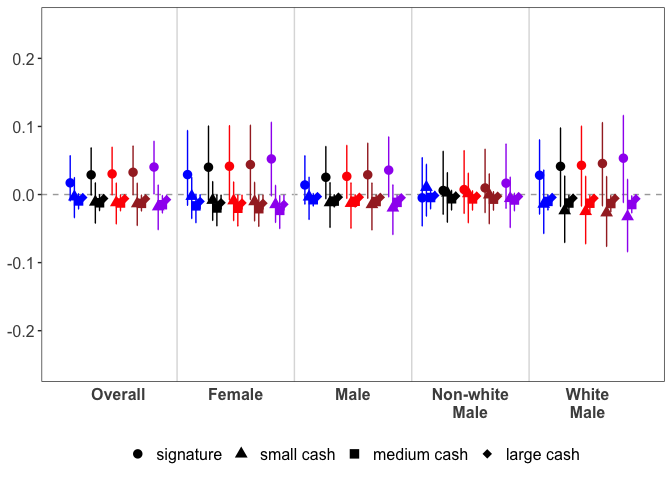 0.2
0.1
0.0
-0.1
-0.2
Overall Female Male Non-white White
Male Male
signature small cash medium cash large cash